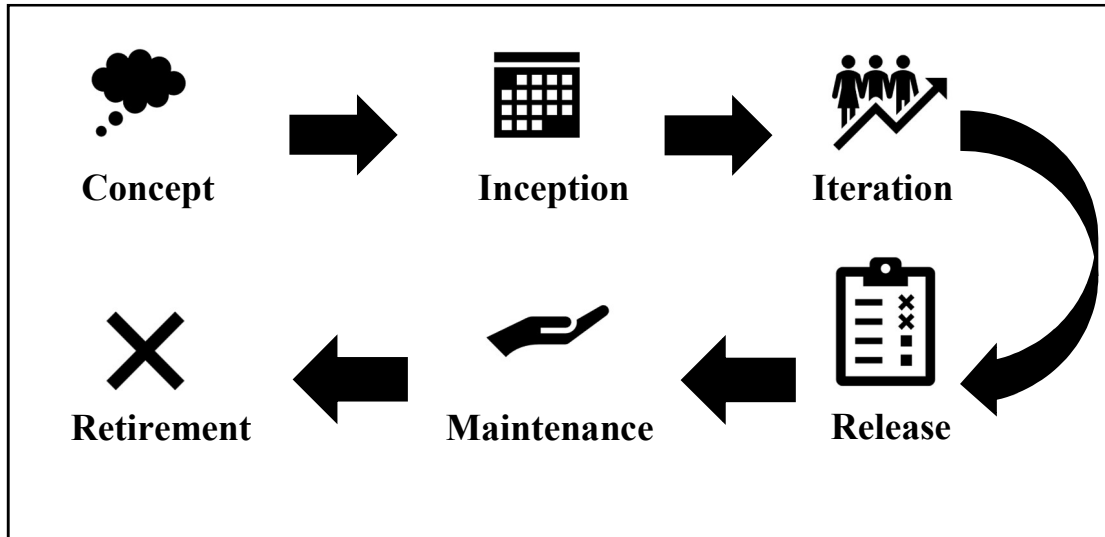 Concept
Inception
Iteration
Retirement
Maintenance
Release